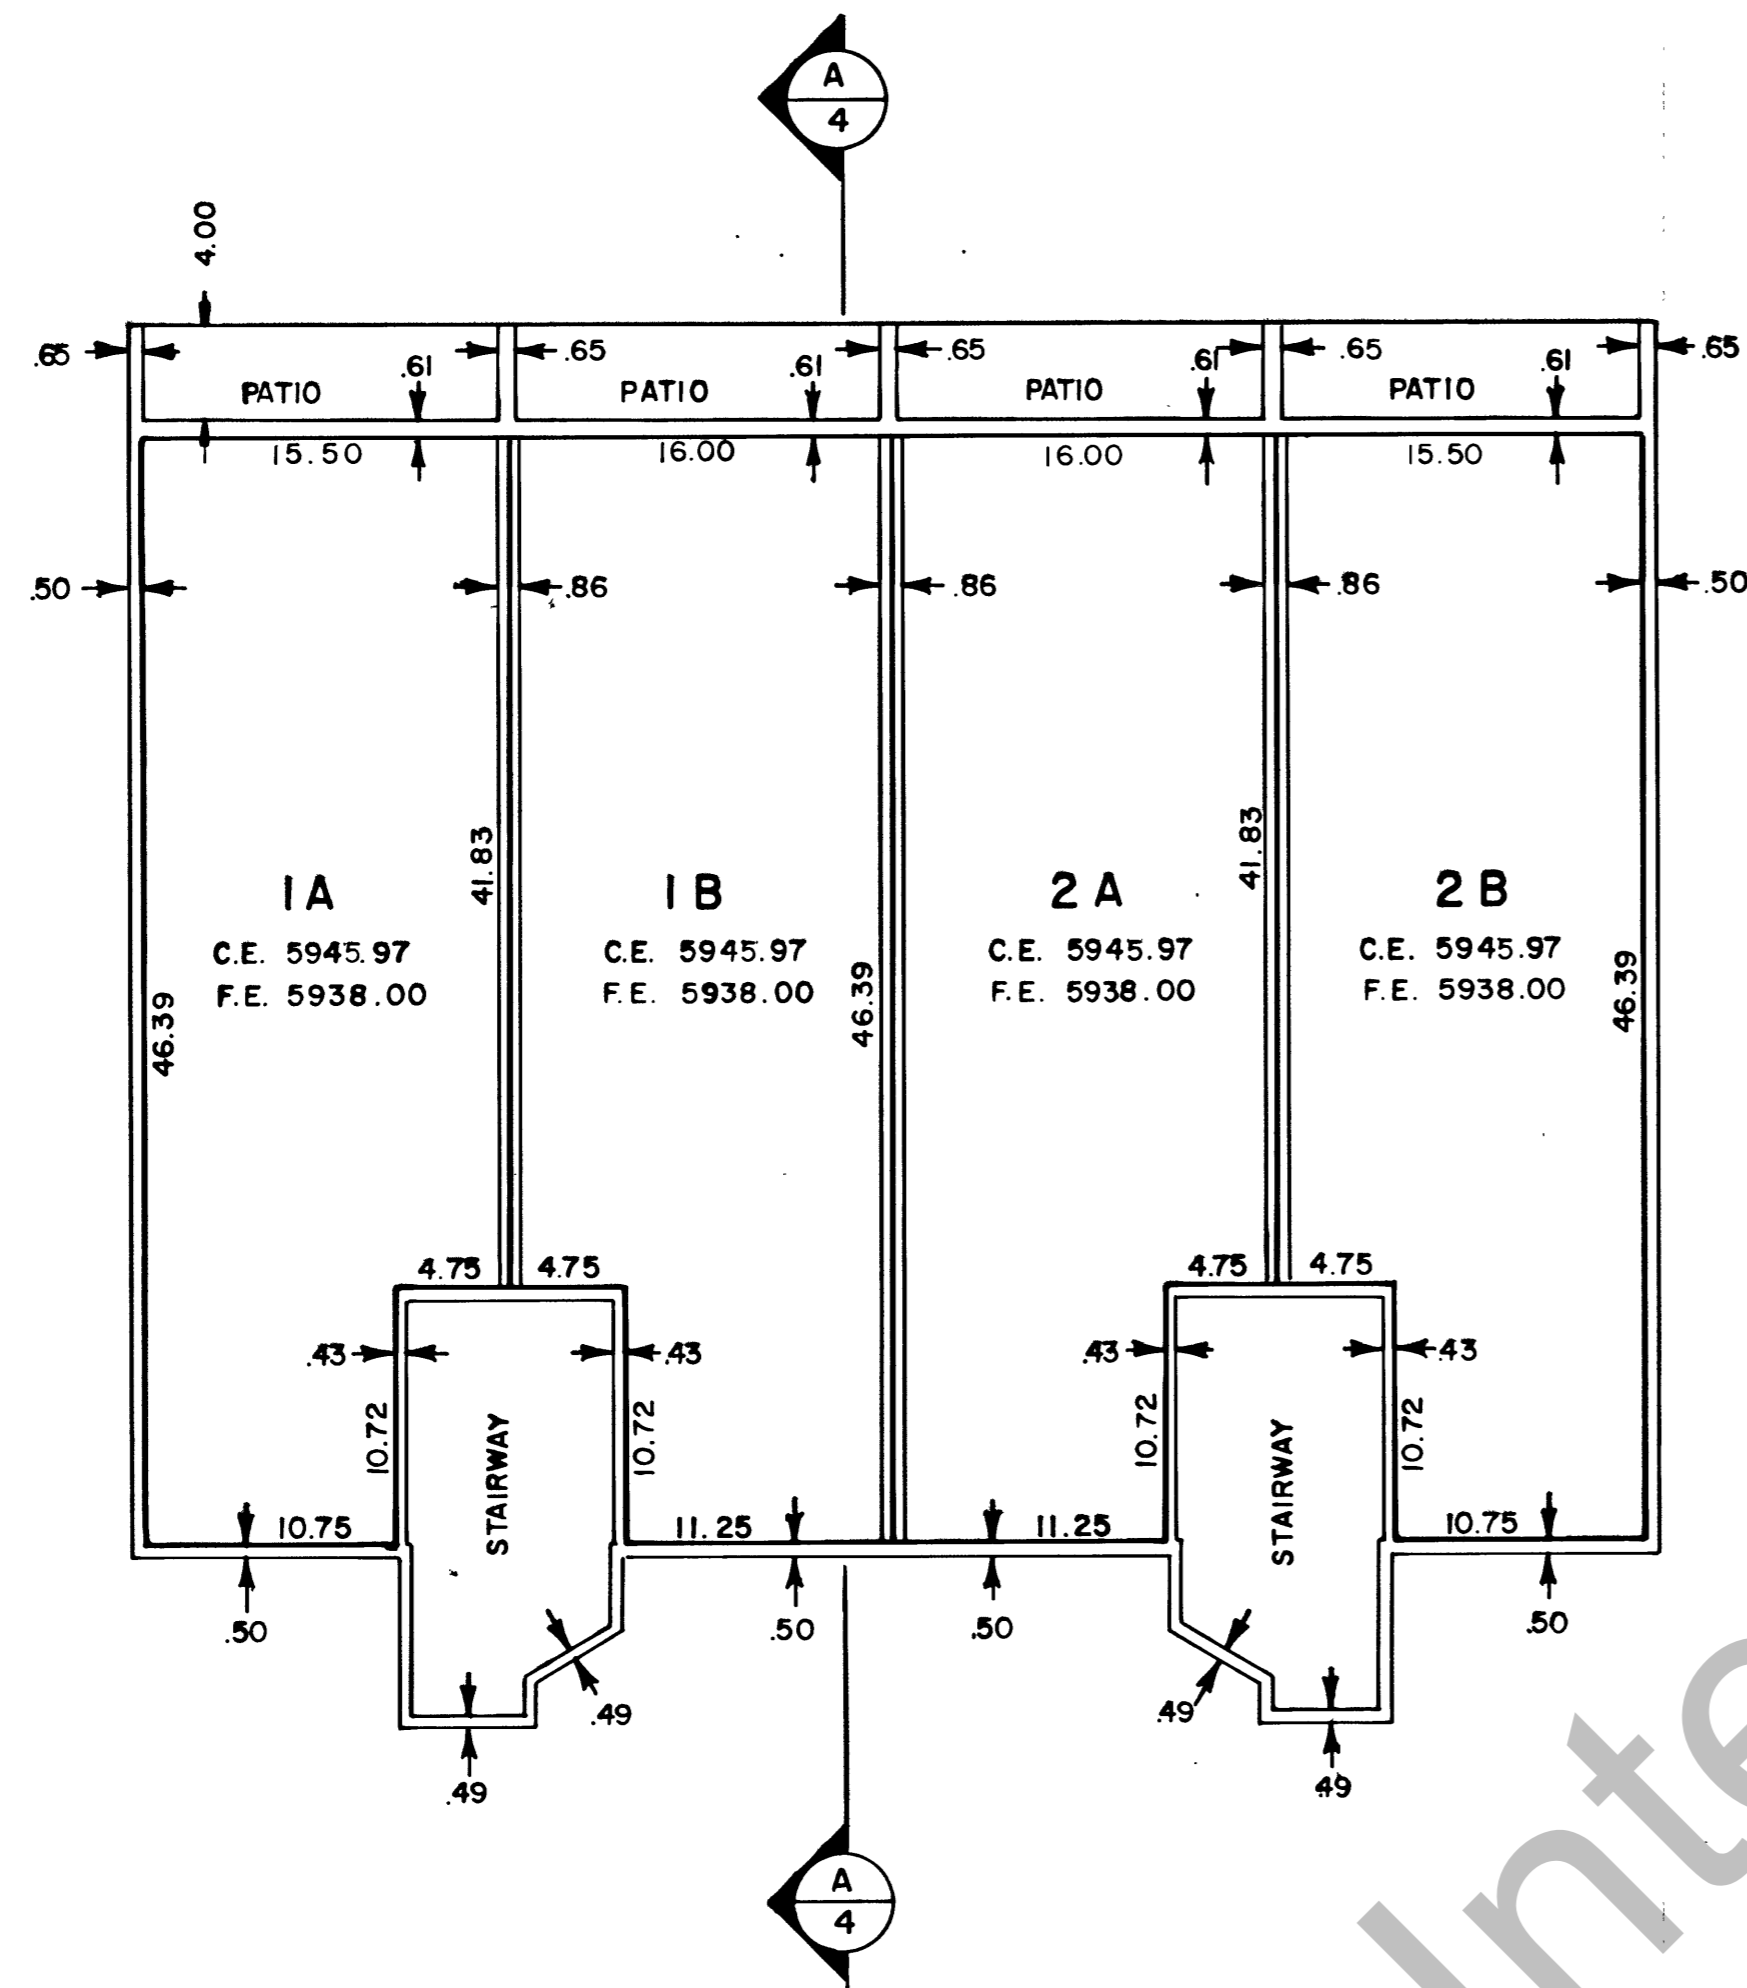 A
4
4.00
.65
.65
.65
.65
.65
.61
.61
.61
.61
PATIO
PATIO
PATIO
PATIO
15.50
16.00
16.00
15.50
.50
.86
.86
.86
.50
41.83
41.83
1A
1B
2A
2B
C.E. 5945.97
F.E. 5938.00
C.E. 5945.97
F.E. 5938.00
C.E. 5945.97
F.E. 5938.00
C.E. 5945.97
F.E. 5938.00
46.39
46.39
46.39
4.75
4.75
4.75
4.75
.43
.43
.43
.43
10.72
STAIRWAY
10.72
10.72
STAIRWAY
10.72
10.75
11.25
11.25
10.75
.50
.50
.50
.50
.49
.49
.49
.49
A
4
Inte